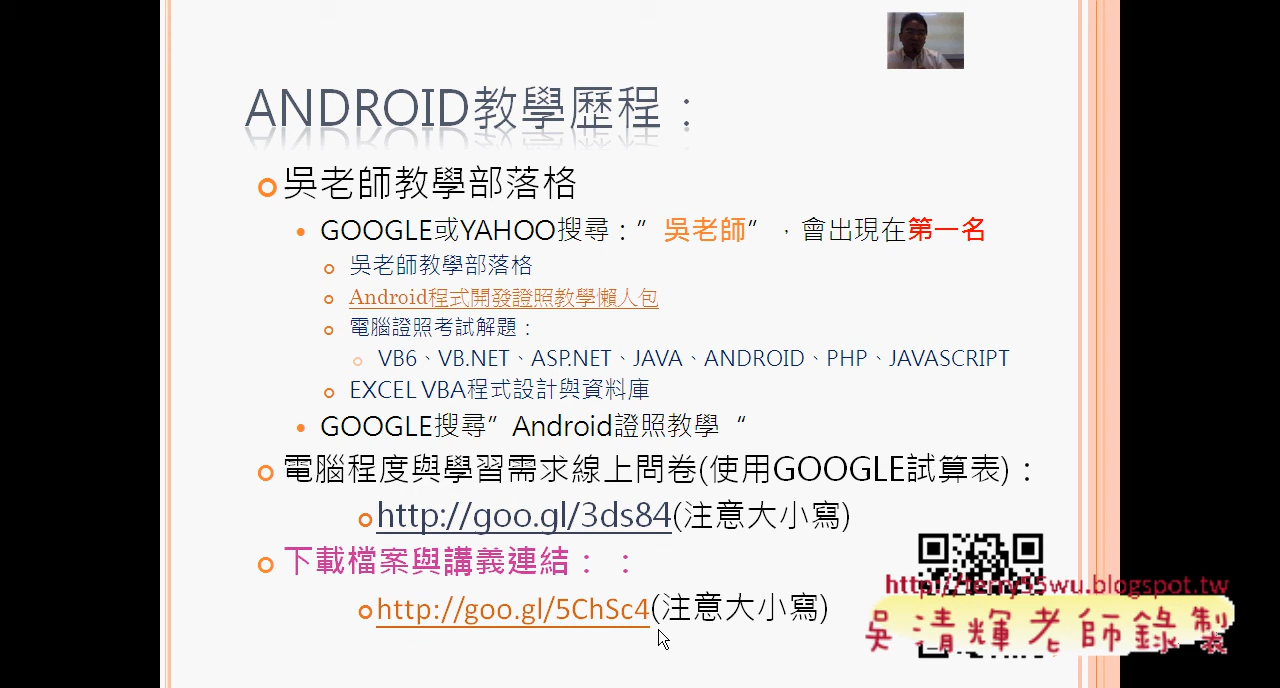 ANDROID教學歷程：
吳老師教學部落格
GOOGLE或YAHOO搜尋：”吳老師”，會出現在第一名
吳老師教學部落格
Android程式開發證照教學懶人包
電腦證照考試解題：
VB6、VB.NET、ASP.NET、JAVA、ANDROID、PHP、JAVASCRIPT
EXCEL VBA程式設計與資料庫
GOOGLE搜尋”Android證照教學“
電腦程度與學習需求線上問卷(使用GOOGLE試算表)：
http://goo.gl/3ds84(注意大小寫)
下載檔案與講義連結：：
http://goo.gl/5ChSc4(注意大小寫)
http://terry55wu.blogspot.tw
吳清輝老師錄製